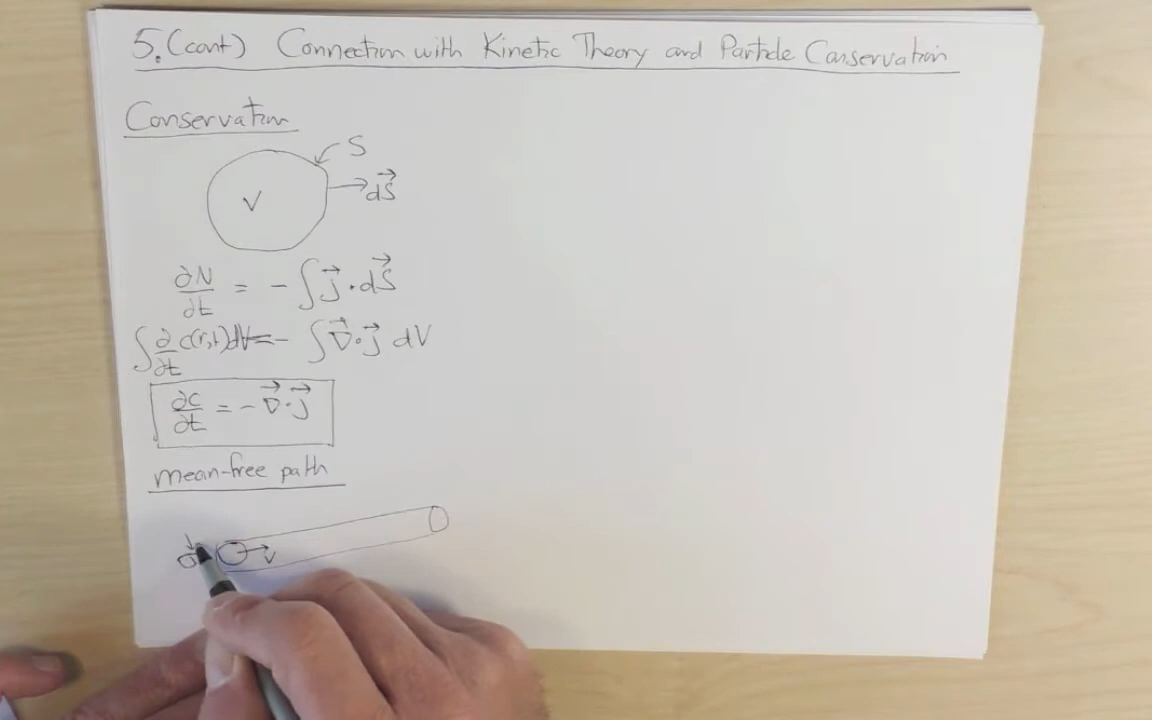 5. (cont) Connection with Kinetic Theory and Particle Conservation
Conservation
S
V
dS⃗
∂N/∂t = - ∫ j⃗ · dS⃗
∫ ∂/∂t c(r,t) dV = - ∫ ∇⃗ · j⃗ dV
∂c/∂t = - ∇⃗ · j⃗
mean-free path
σ
v